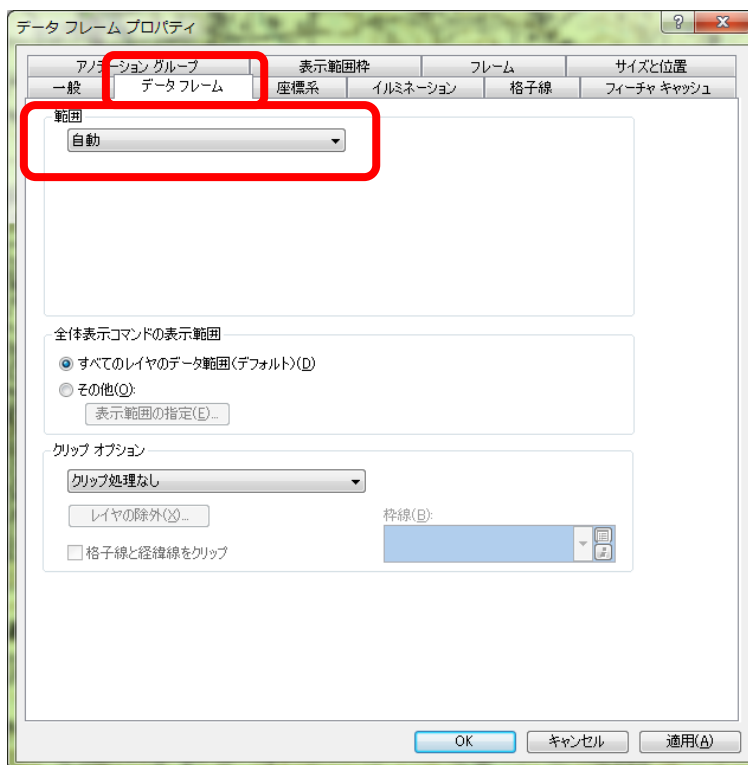 データ フレーム プロパティ
アノテーション グループ 表示範囲枠 フレーム サイズと位置
一般 データ フレーム 座標系 イルミネーション 格子線 フィーチャ キャッシュ
範囲
自動
全体表示コマンドの表示範囲
すべてのレイヤのデータ範囲(デフォルト)(D)
その他(O):
表示範囲の指定(E)...
クリップ オプション
クリップ処理なし
レイヤの除外(X)... 枠線(B):
格子線と経緯線をクリップ
OK キャンセル 適用(A)